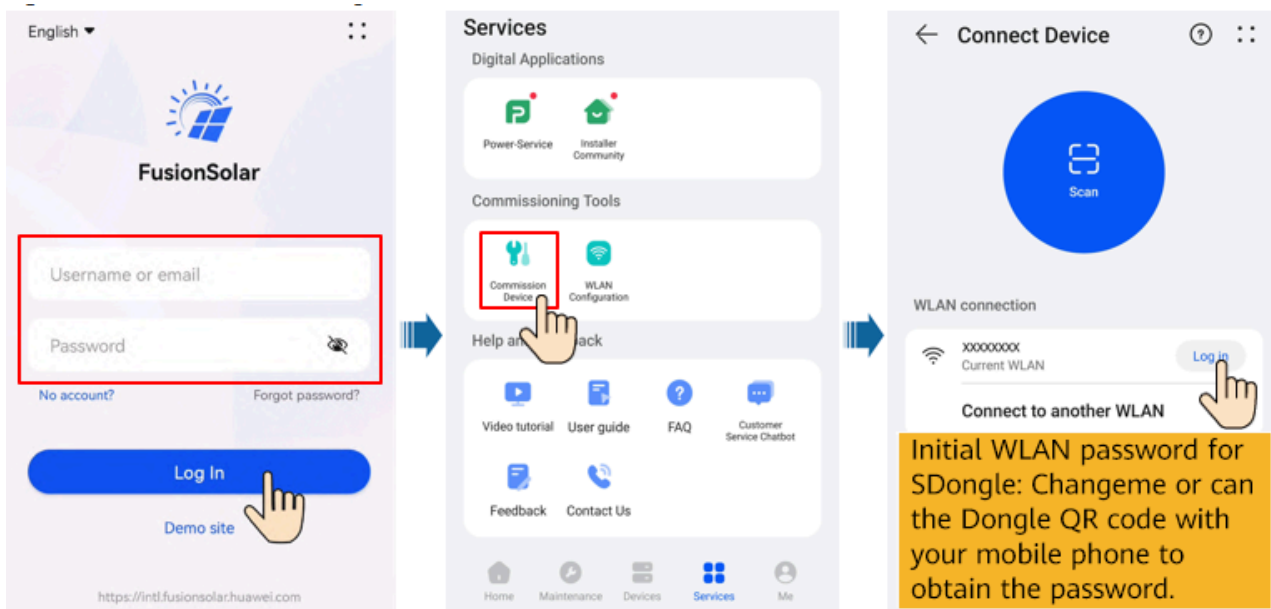 English
FusionSolar
Username or email
Password
No account? Forgot password?
Log In
Demo site
https://intl.fusionsolar.huawei.com
Services
Digital Applications
Power-Service
Installer
Community
Commissioning Tools
Commission
Device
WLAN
Configuration
Help an ack
Video tutorial
User guide
FAQ
Customer
Service Chatbot
Feedback
Contact Us
Home Maintenance Devices Services Me
Connect Device
Scan
WLAN connection
XXXXXXXX
Current WLAN
Log in
Connect to another WLAN
Initial WLAN password for
SDongle: Changeme or can
the Dongle QR code with
your mobile phone to
obtain the password.